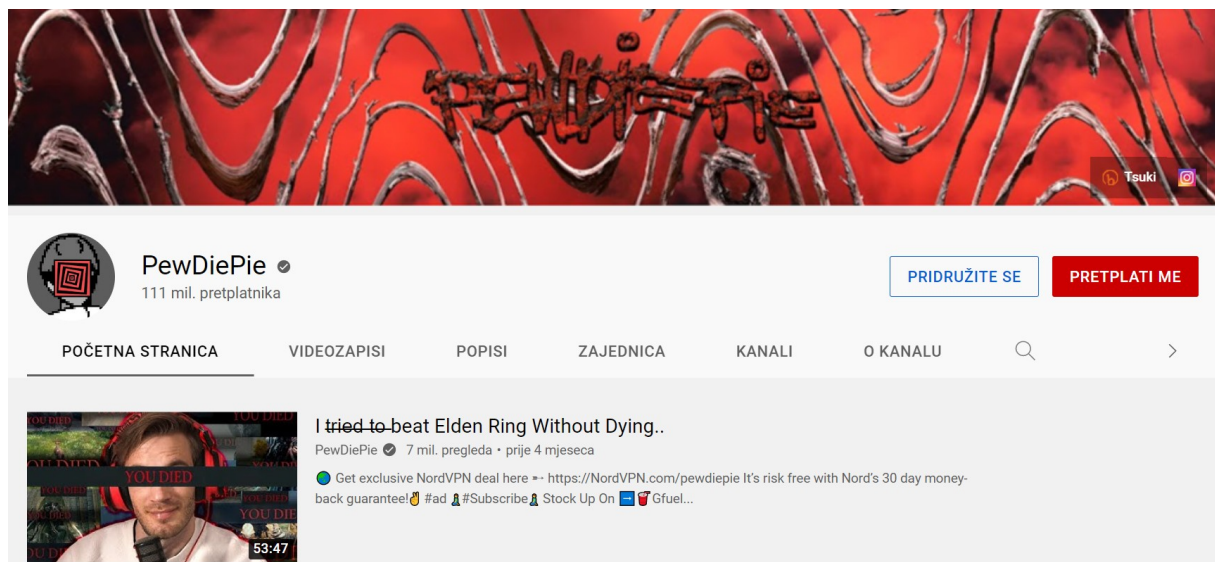 PEWDIEPIE
Tsuki
PewDiePie
111 mil. pretplatnika
PRIDRUŽITE SE
PRETPLATI ME
POČETNA STRANICA VIDEOZAPISI POPISI ZAJEDNICA KANALI O KANALU
YOU DIED
YOU DIED
YOU DIED
53:47
I tried to beat Elden Ring Without Dying..
PewDiePie 7 mil. pregleda • prije 4 mjeseca
🌍 Get exclusive NordVPN deal here ➼ https://NordVPN.com/pewdiepie It's risk free with Nord's 30 day money-
back guarantee!✌ #ad #Subscribe Stock Up On ➡🥤Gfuel...